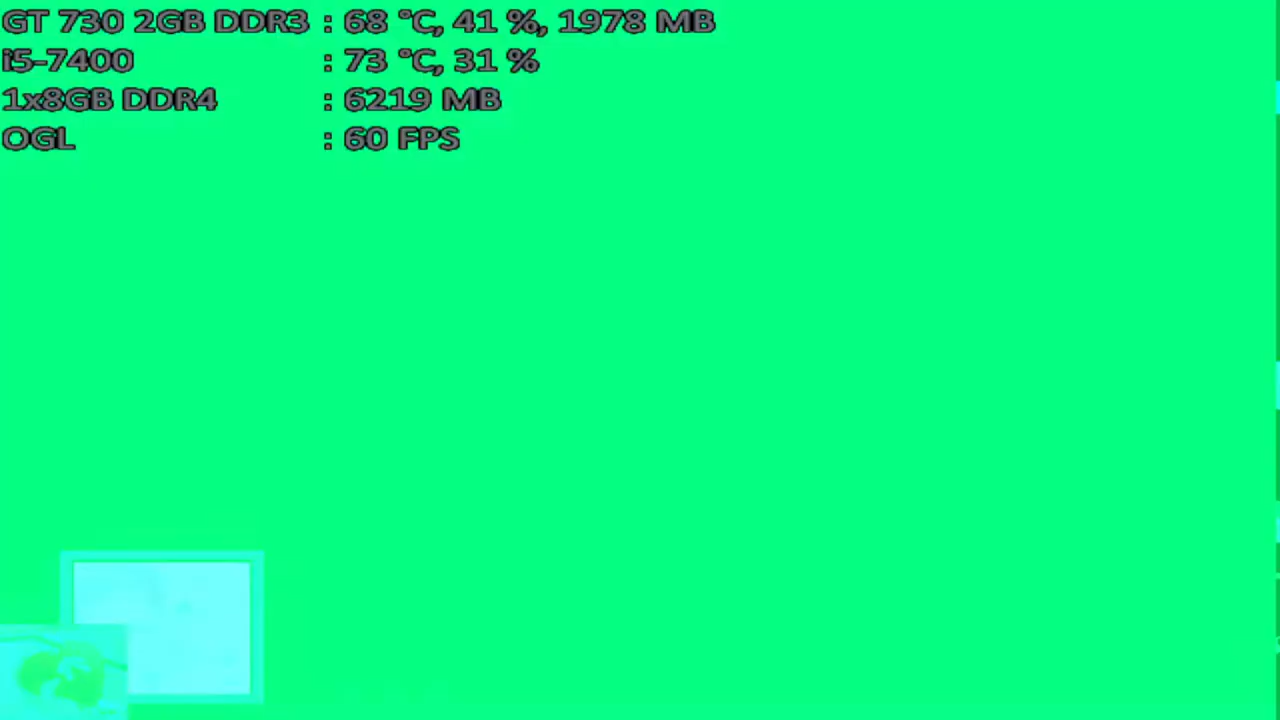 GT 730 2GB DDR3 : 68 °C, 41 %, 1978 MB
i5-7400 : 73 °C, 31 %
1x8GB DDR4 : 6219 MB
OGL : 60 FPS